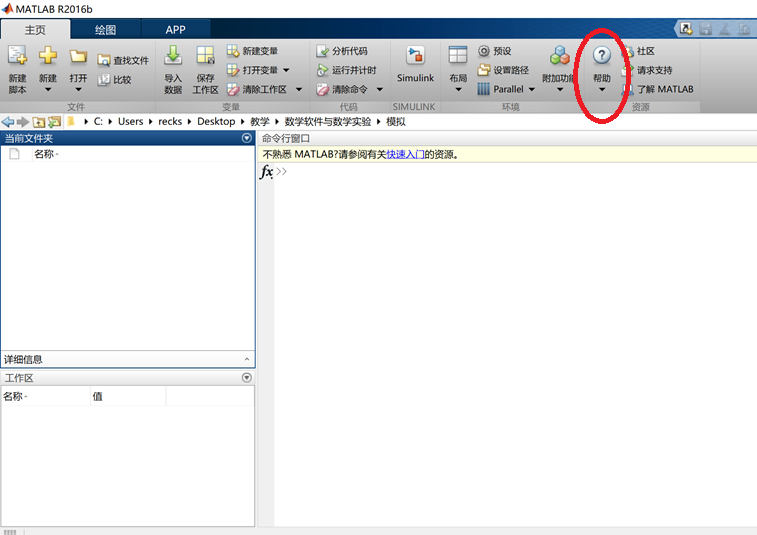 MATLAB R2016b
主页 绘图 APP
新建脚本 新建 打开 查找文件 比较
导入数据 保存工作区 新建变量 打开变量 清除工作区
分析代码 运行并计时 清除命令
Simulink
布局 预设 设置路径 Parallel
附加功能 帮助 社区 请求支持 了解 MATLAB
文件 变量 代码 SIMULINK 环境 资源
C: Users recks Desktop 教学 数学软件与数学实验 模拟
当前文件夹
名称
命令行窗口
不熟悉 MATLAB?请参阅有关快速入门的资源。
fx >>
详细信息
工作区
名称 值